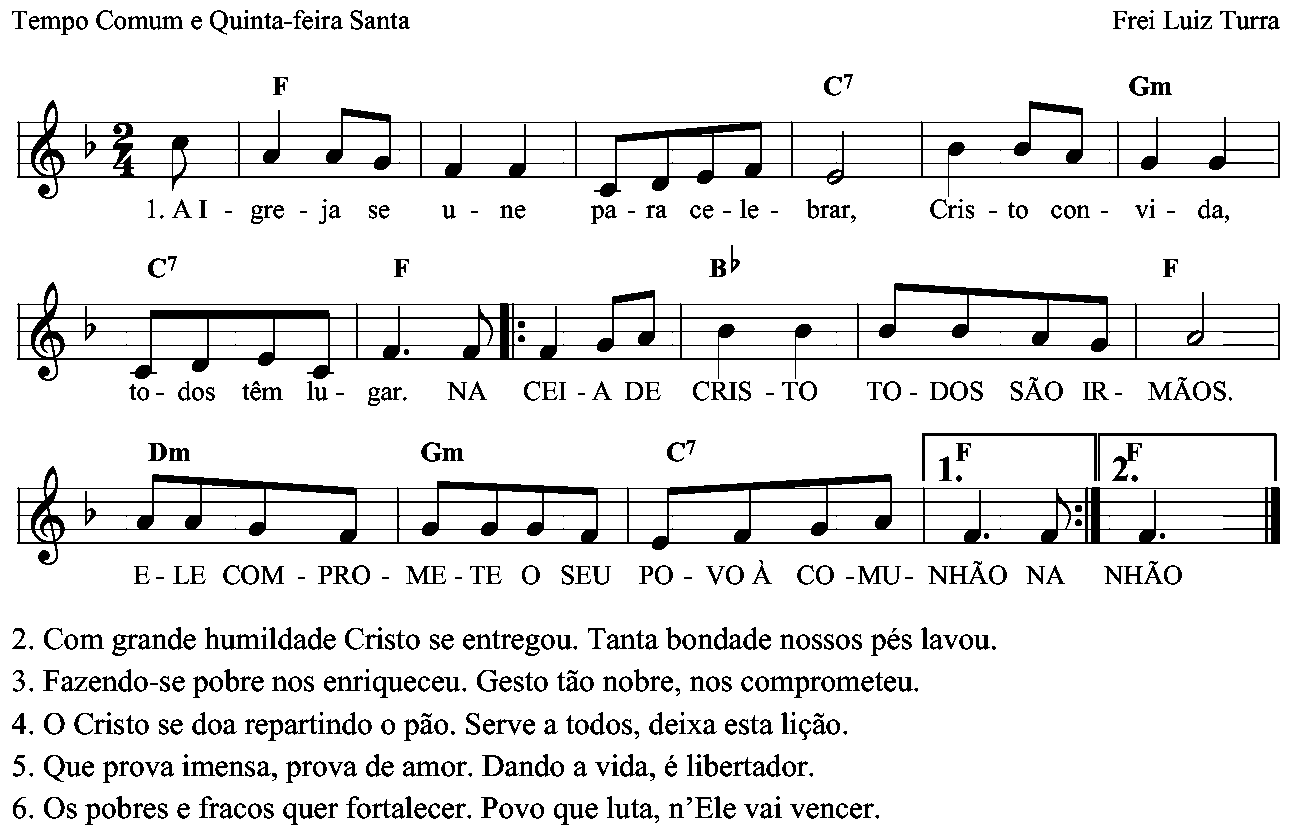 Tempo Comum e Quinta-feira Santa Frei Luiz Turra
F C7 Gm
2 4
1. A I - gre - ja se u - ne pa - ra ce - le - brar, Cris - to con - vi - da,
C7 F B♭ F
to - dos têm lu - gar. NA CEI - A DE CRIS - TO TO - DOS SÃO IR - MÃOS.
Dm Gm C7 1. F 2. F
E - LE COM - PRO - ME - TE O SEU PO - VO À CO - MU - NHÃO NA NHÃO
2. Com grande humildade Cristo se entregou. Tanta bondade nossos pés lavou.
3. Fazendo-se pobre nos enriqueceu. Gesto tão nobre, nos comprometeu.
4. O Cristo se doa repartindo o pão. Serve a todos, deixa esta lição.
5. Que prova imensa, prova de amor. Dando a vida, é libertador.
6. Os pobres e fracos quer fortalecer. Povo que luta, n’Ele vai vencer.